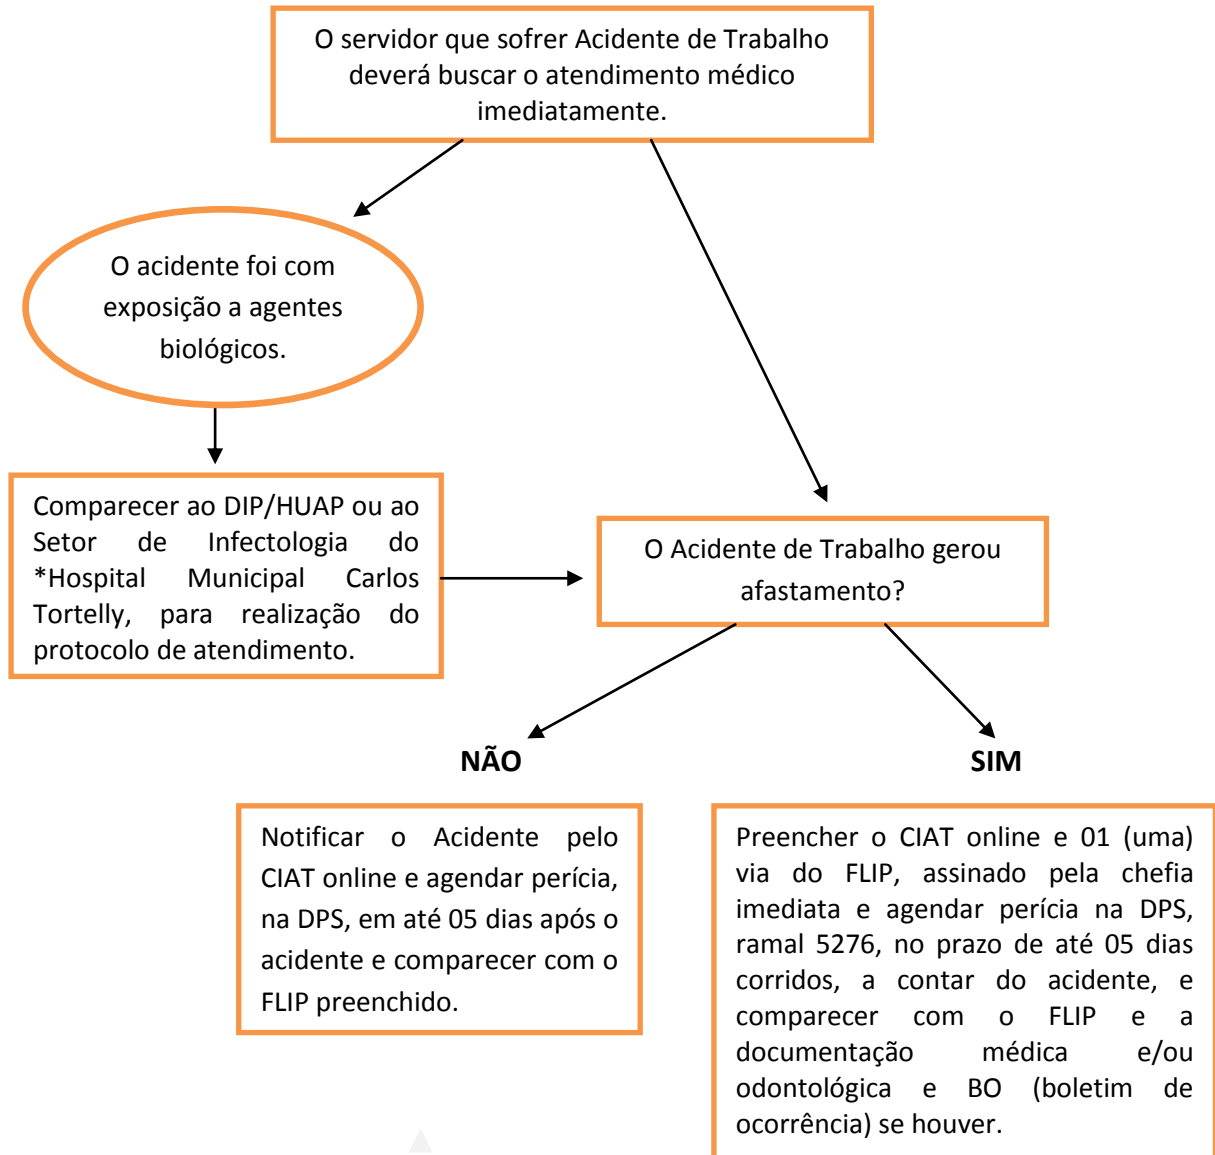 O servidor que sofrer Acidente de Trabalho
deverá buscar o atendimento médico
imediatamente.
O acidente foi com
exposição a agentes
biológicos.
Comparecer ao DIP/HUAP ou ao
Setor de Infectologia do
*Hospital Municipal Carlos
Tortelly, para realização do
protocolo de atendimento.
O Acidente de Trabalho gerou
afastamento?
NÃO
SIM
Notificar o Acidente pelo
CIAT online e agendar perícia,
na DPS, em até 05 dias após o
acidente e comparecer com o
FLIP preenchido.
Preencher o CIAT online e 01 (uma)
via do FLIP, assinado pela chefia
imediata e agendar perícia na DPS,
ramal 5276, no prazo de até 05 dias
corridos, a contar do acidente, e
comparecer com o FLIP e a
documentação médica e/ou
odontológica e BO (boletim de
ocorrência) se houver.